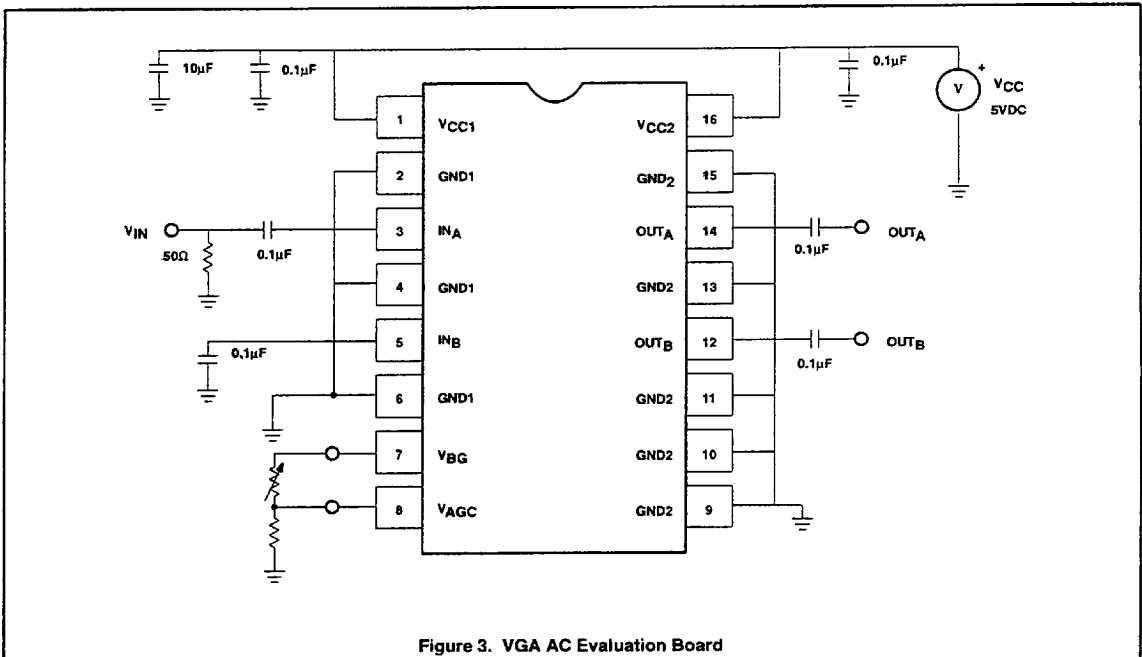 10µF
0.1µF
0.1µF
+
V
VCC
5VDC
1
VCC1
VCC2
16
2
GND1
GND2
15
VIN
50Ω
0.1µF
3
INA
OUTA
14
0.1µF
OUTA
4
GND1
GND2
13
0.1µF
5
INB
OUTB
12
0.1µF
OUTB
6
GND1
GND2
11
7
VBG
GND2
10
8
VAGC
GND2
9
Figure 3. VGA AC Evaluation Board